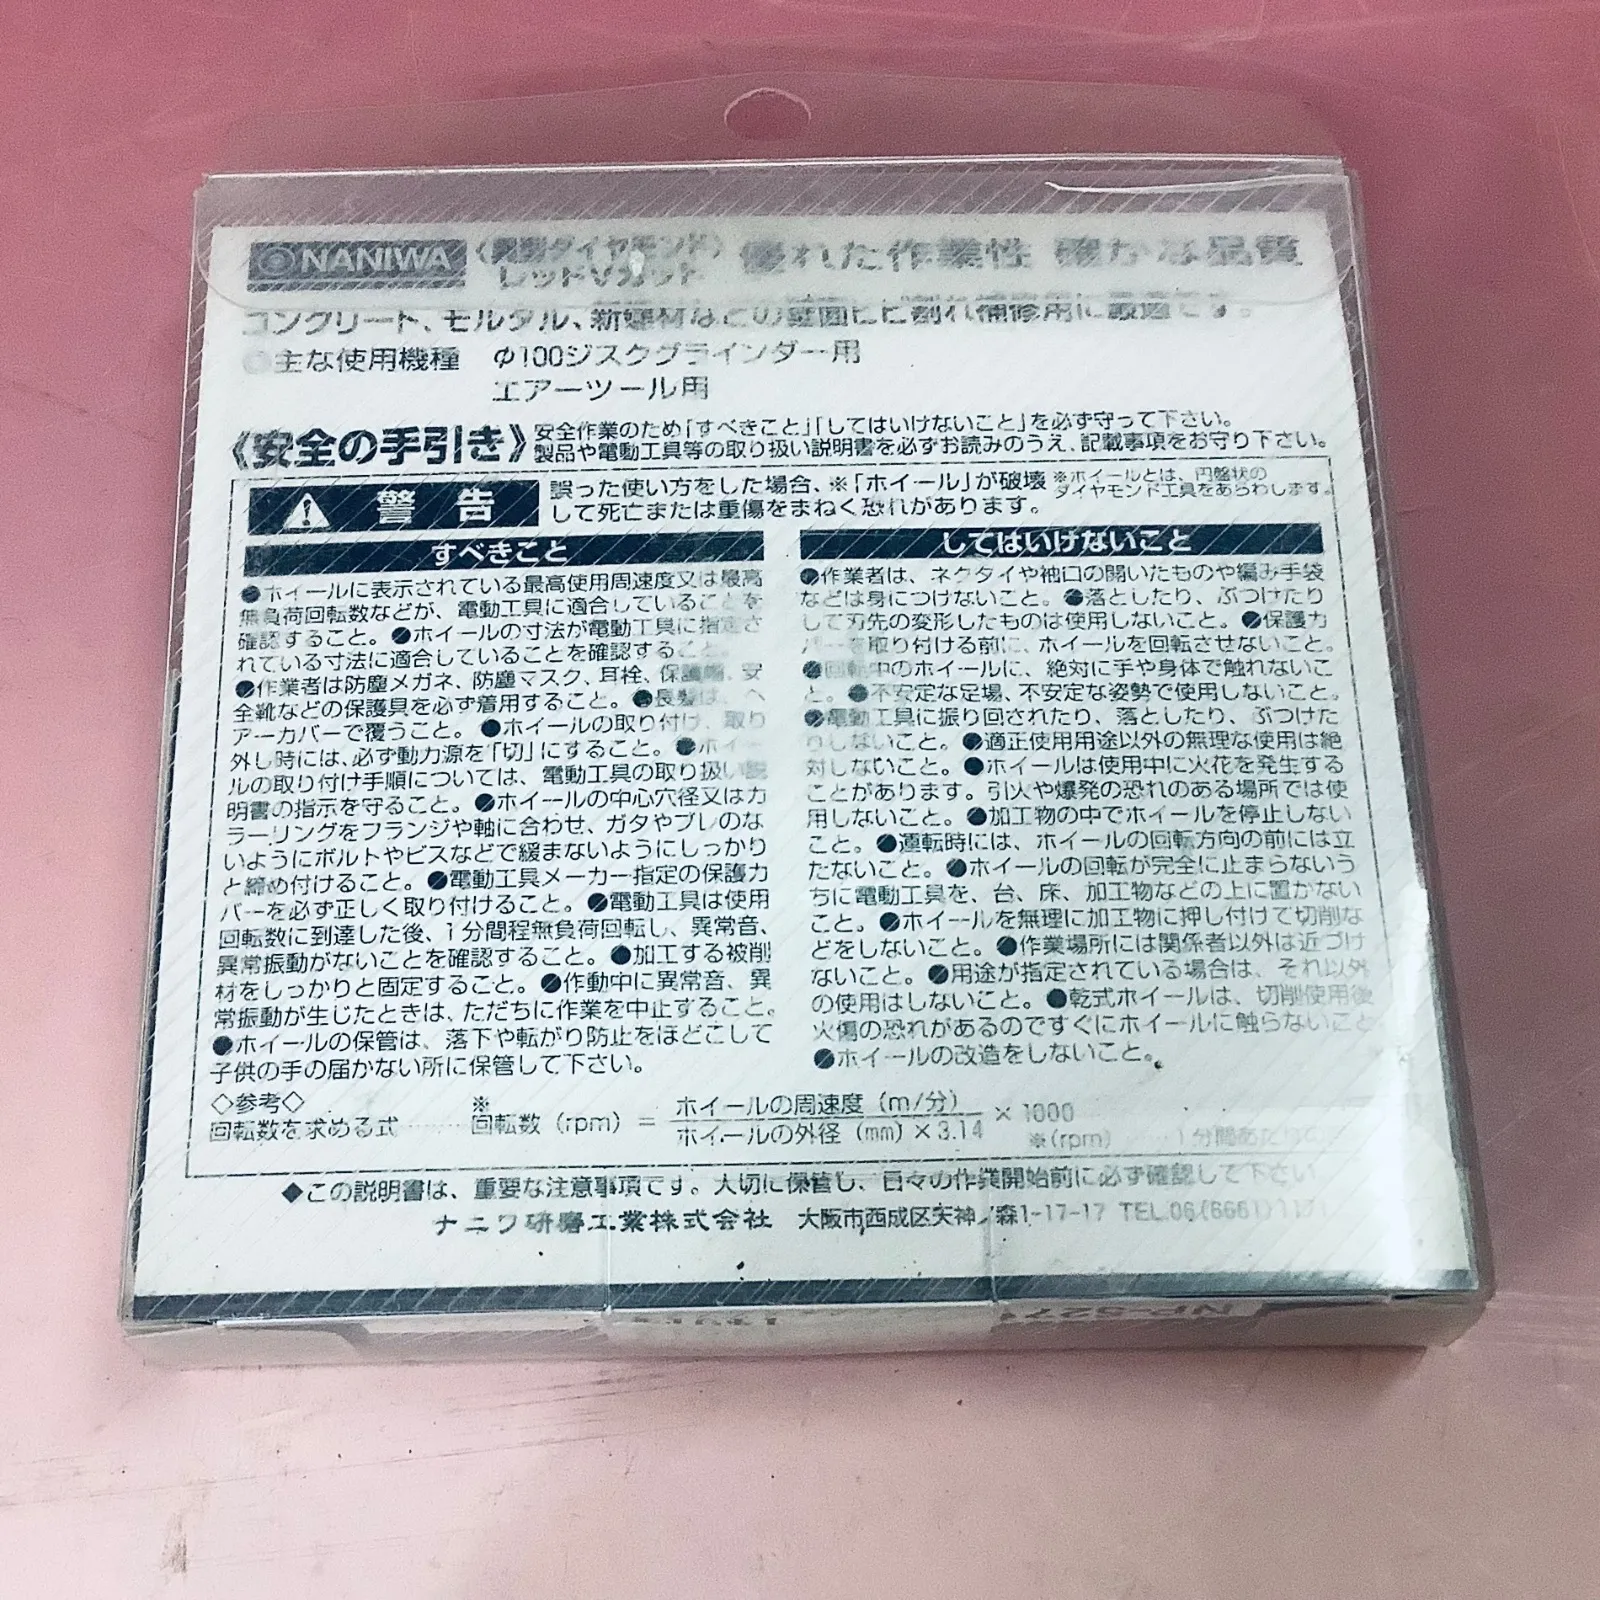 NANIWA
ダイヤモンド〉
レッドVカット
優れた作業性 確かな品質
コンクリート、モルタル、新建材などの壁面ヒビ割れ補修用に最適です。
●主な使用機種 Φ100ジスクグラインダー用
エアーツール用
《安全の手引き》
安全作業のため「すべきこと」「してはいけないこと」を必ず守って下さい。
製品や電動工具等の取り扱い説明書を必ずお読みのうえ、記載事項をお守り下さい。
警告
誤った使い方をした場合、※「ホイール」が破壊
して死亡または重傷をまねく恐れがあります。
※ホイールとは、円盤状の
ダイヤモンド工具をあらわします。
すべきこと
●ホイールに表示されている最高使用周速度又は最高
無負荷回転数などが、電動工具に適合していることを
確認すること。●ホイールの寸法が電動工具に指定さ
れている寸法に適合していることを確認すること。
●作業者は防塵メガネ、防塵マスク、耳栓、保護帽、安
全靴などの保護具を必ず着用すること。●長髪は、ヘ
アーカバーで覆うこと。●ホイールの取り付け、取り
外し時には、必ず動力源を「切」にすること。●ホイー
ルの取り付け手順については、電動工具の取り扱い説
明書の指示を守ること。●ホイールの中心穴径又はカ
ラーリングをフランジや軸に合わせ、ガタやブレのな
いようにボルトやビスなどで緩まないようにしっかり
と締め付けること。●電動工具メーカー指定の保護カ
バーを必ず正しく取り付けること。●電動工具は使用
回転数に到達した後、1分間程無負荷回転し、異常音、
異常振動がないことを確認すること。●加工する被削
材をしっかりと固定すること。●作動中に異常音、異
常振動が生じたときは、ただちに作業を中止すること。
●ホイールの保管は、落下や転がり防止をほどこして
子供の手の届かない所に保管して下さい。
してはいけないこと
●作業者は、ネクタイや袖口の開いたものや編み手袋
などは身につけないこと。●落としたり、ぶつけたり
して刃先の変形したものは使用しないこと。●保護カ
バーを取り付ける前に、ホイールを回転させないこと。
●回転中のホイールに、絶対に手や身体で触れないこ
と。●不安定な足場、不安定な姿勢で使用しないこと。
●電動工具に振り回されたり、落としたり、ぶつけた
りしないこと。●適正使用用途以外の無理な使用は絶
対しないこと。●ホイールは使用中に火花を発生する
ことがあります。引火や爆発の恐れのある場所では使
用しないこと。●加工物の中でホイールを停止しない
こと。●運転時には、ホイールの回転方向の前には立
たないこと。●ホイールの回転が完全に止まらないう
ちに電動工具を、台、床、加工物などの上に置かない
こと。●ホイールを無理に加工物に押し付けて切削な
どをしないこと。●作業場所には関係者以外は近づけ
ないこと。●用途が指定されている場合は、それ以外
の使用はしないこと。●乾式ホイールは、切削使用後
火傷の恐れがあるのですぐにホイールに触らないこと
●ホイールの改造をしないこと。
◇参考◇
回転数を求める式………
※
回転数（rpm）＝ ホイールの周速度（m/分） × 1000
ホイールの外径（mm）×3.14
※（rpm）……1分間あたりの
◆この説明書は、重要な注意事項です。大切に保管し、日々の作業開始前に必ず確認して下さい
ナニワ研磨工業株式会社 大阪市西成区天神ノ森1-17-17 TEL.06(6661)
NP-527